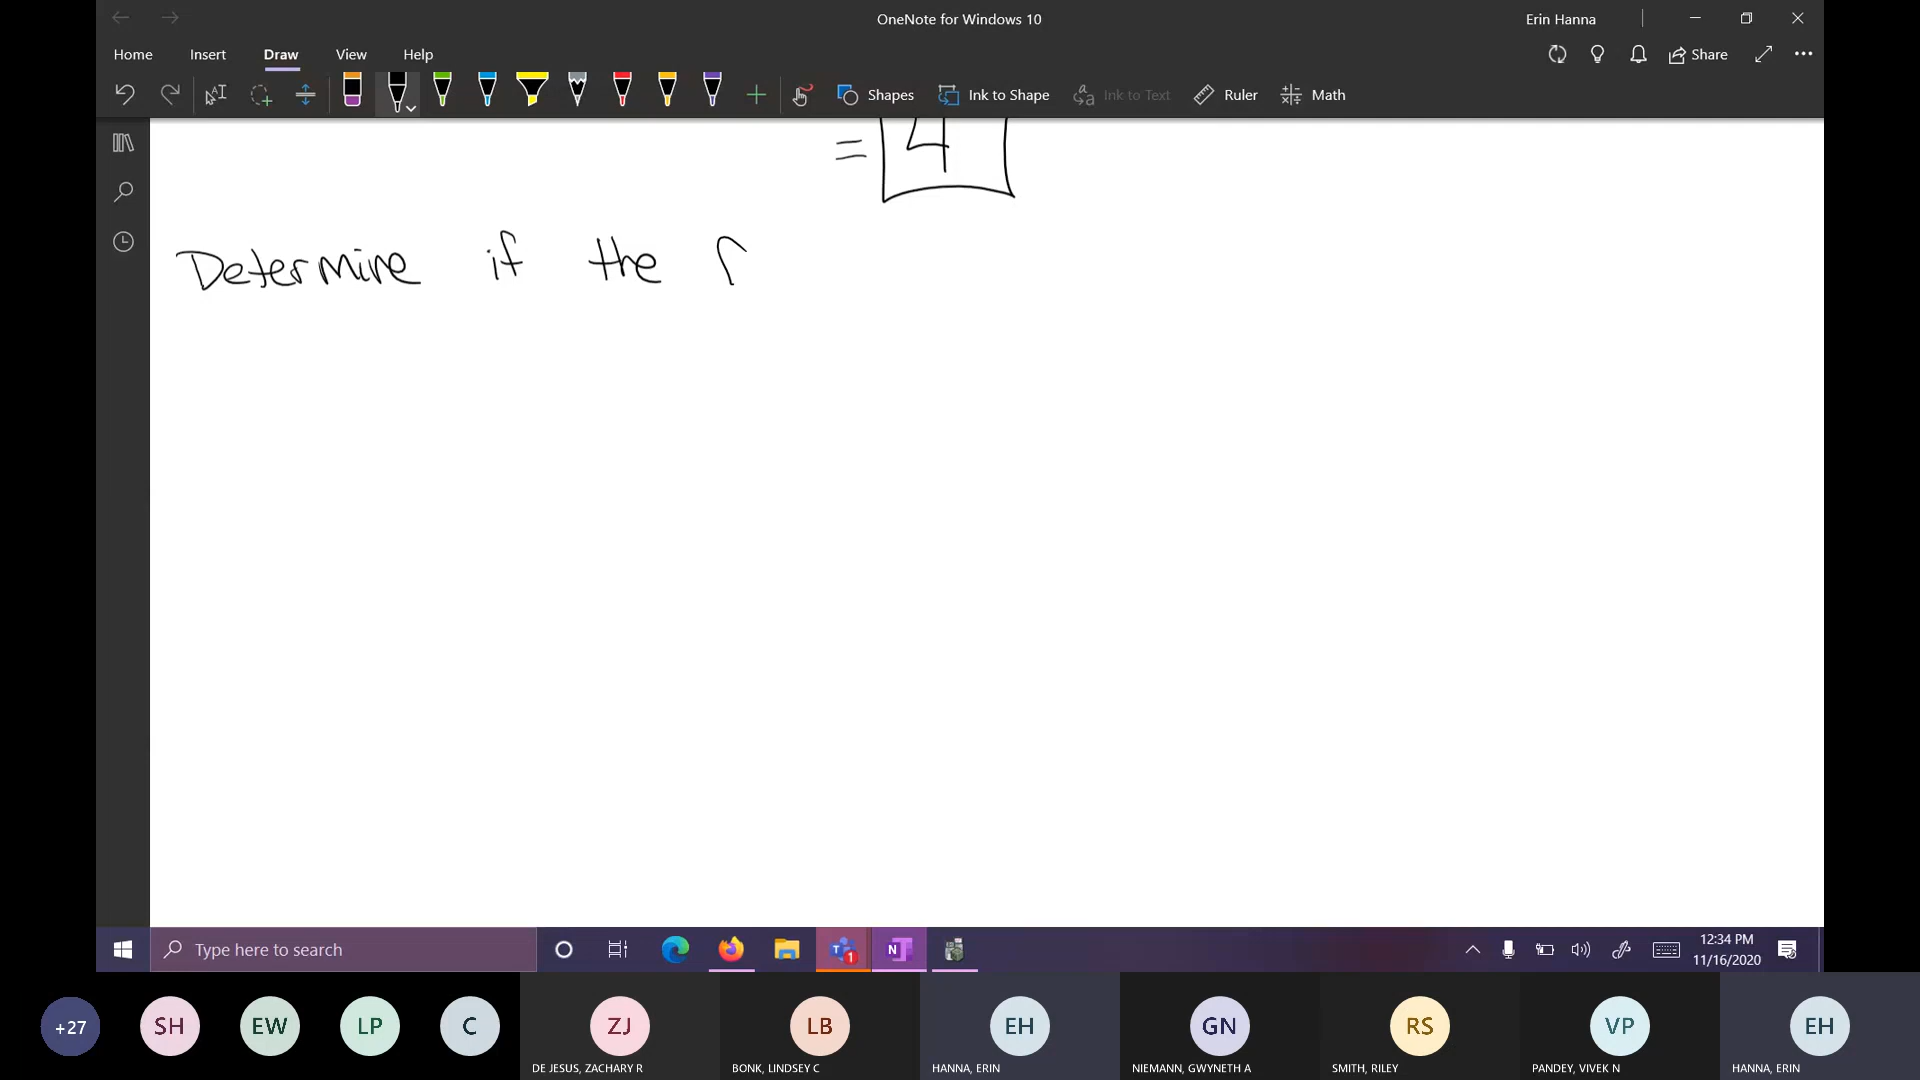 OneNote for Windows 10
Erin Hanna
Home Insert Draw View Help
Share
Shapes Ink to Shape Ink to Text Ruler Math
= 4
Determine if the
Type here to search
12:34 PM
11/16/2020
1
N
+27 SH EW LP C ZJ LB EH GN RS VP EH
DE JESUS, ZACHARY R BONK, LINDSEY C HANNA, ERIN NIEMANN, GWYNETH A SMITH, RILEY PANDEY, VIVEK N HANNA, ERIN